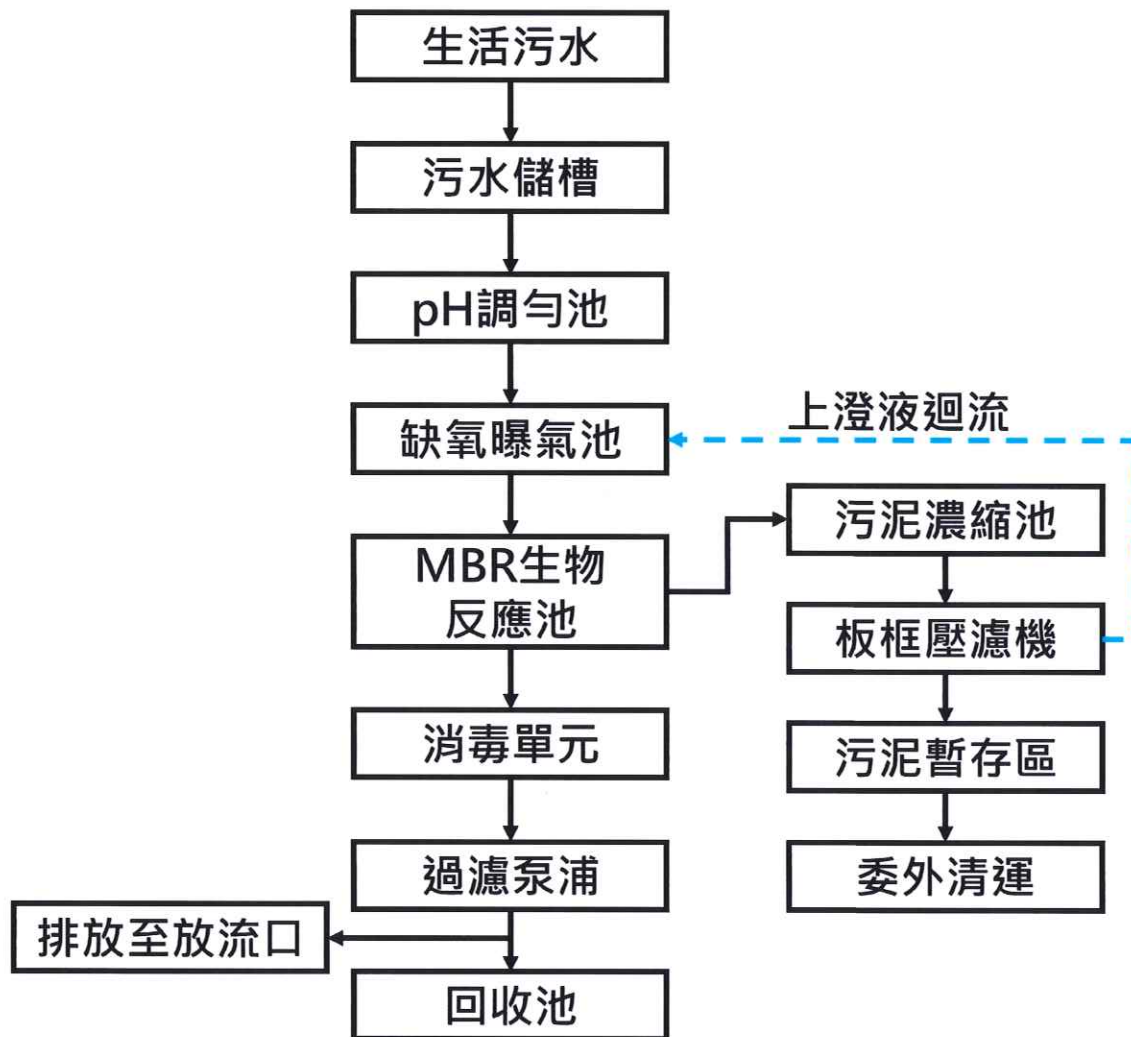 生活污水
污水儲槽
pH調勻池
缺氧曝氣池
上澄液迴流
MBR生物
反應池
污泥濃縮池
板框壓濾機
消毒單元
污泥暫存區
過濾泵浦
委外清運
排放至放流口
回收池